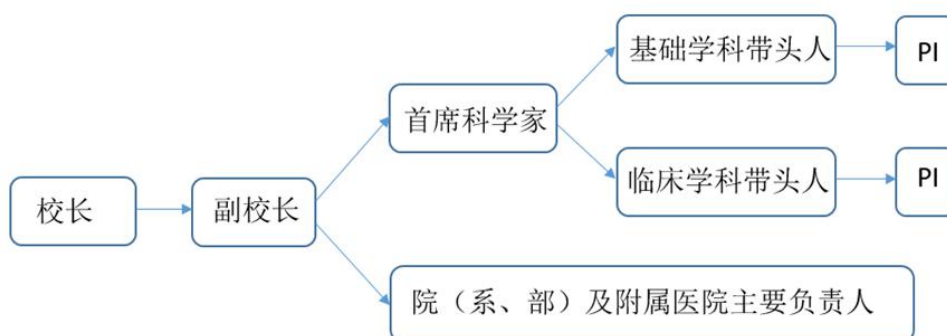 基础学科带头人
PI
首席科学家
临床学科带头人
PI
校长
副校长
院（系、部）及附属医院主要负责人